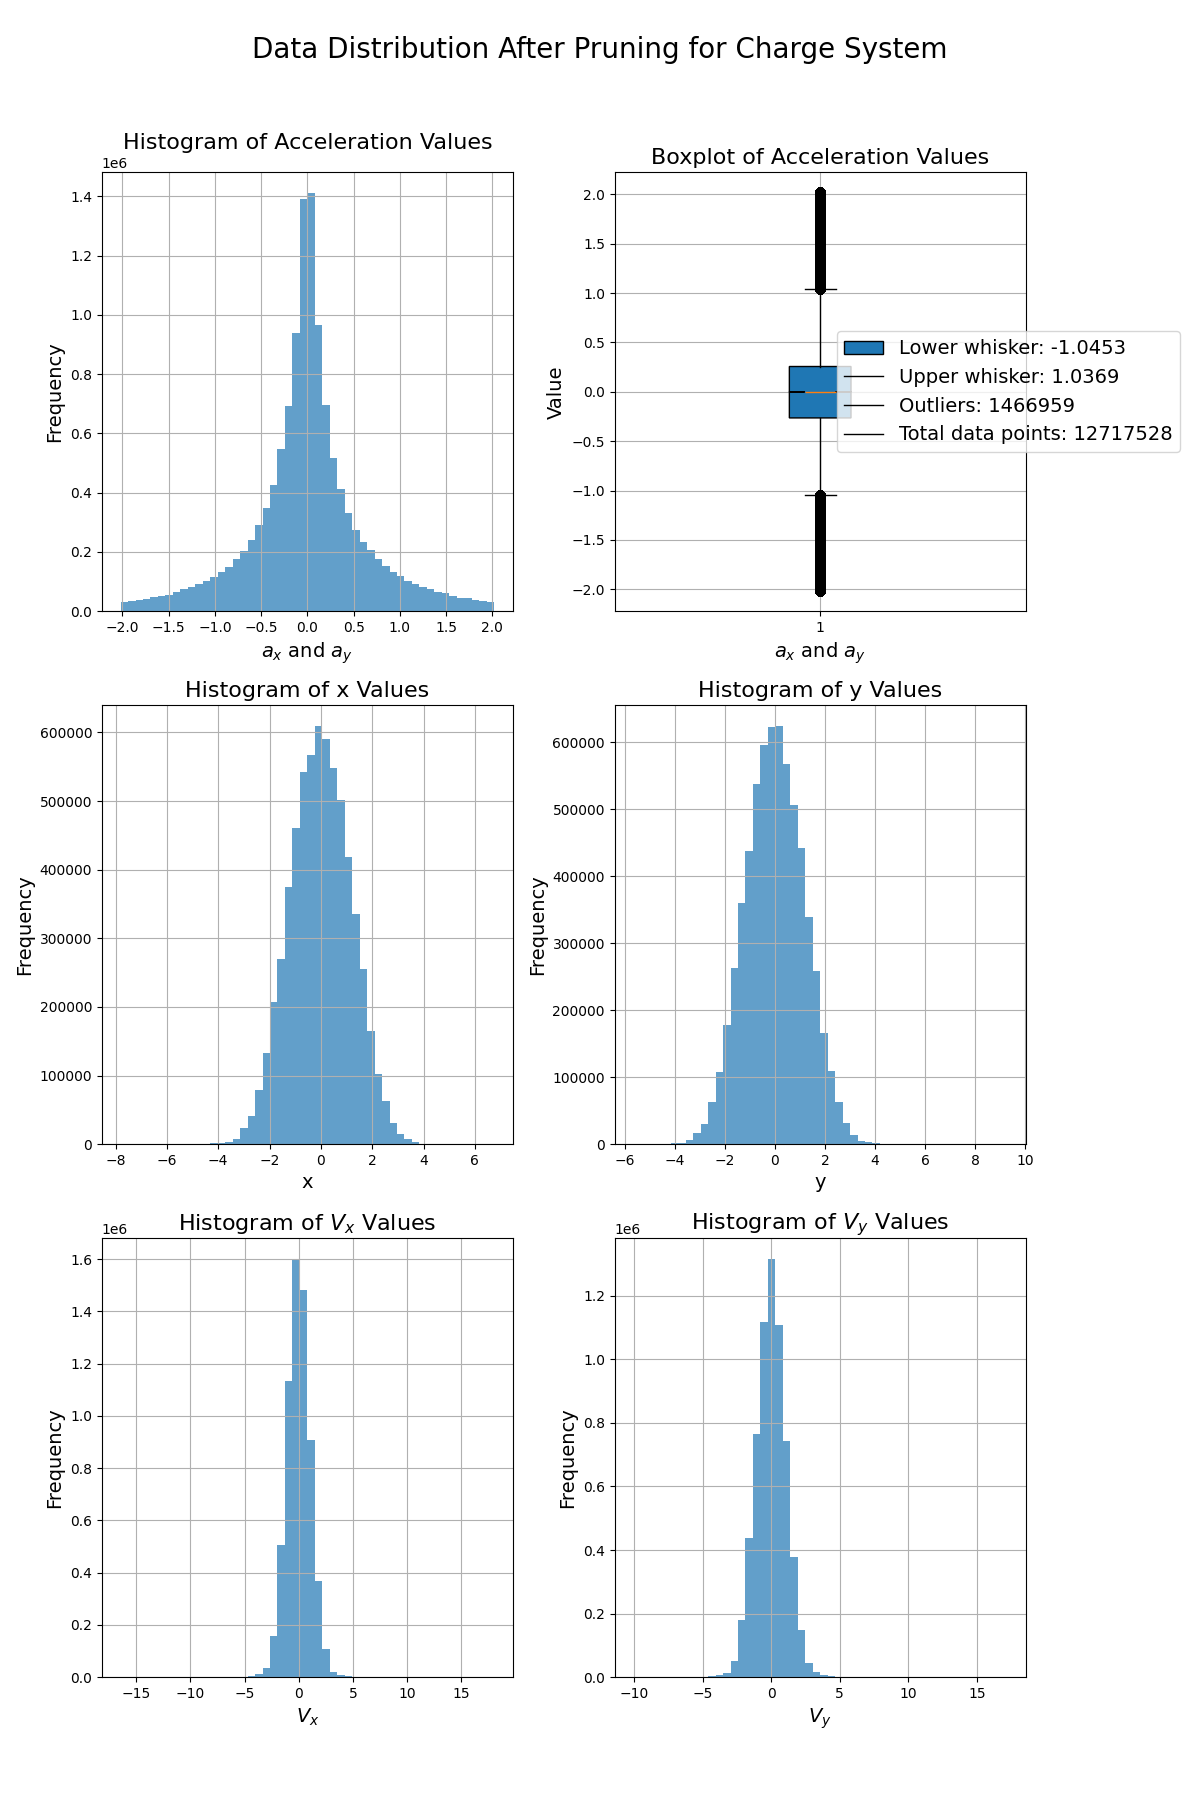 Data Distribution After Pruning for Charge System
Histogram of Acceleration Values
1e6
1.4
1.2
1.0
0.8
0.6
0.4
0.2
0.0
Frequency
−2.0 −1.5 −1.0 −0.5 0.0 0.5 1.0 1.5 2.0
a_x and a_y
Boxplot of Acceleration Values
2.0
1.5
1.0
0.5
0.0
−0.5
−1.0
−1.5
−2.0
Value
Lower whisker: -1.0453
Upper whisker: 1.0369
Outliers: 1466959
Total data points: 12717528
1
a_x and a_y
Histogram of x Values
600000
500000
400000
300000
200000
100000
0
Frequency
−8 −6 −4 −2 0 2 4 6
x
Histogram of y Values
600000
500000
400000
300000
200000
100000
0
Frequency
−6 −4 −2 0 2 4 6 8 10
y
Histogram of V_x Values
1e6
1.6
1.4
1.2
1.0
0.8
0.6
0.4
0.2
0.0
Frequency
−15 −10 −5 0 5 10 15
V_x
Histogram of V_y Values
1e6
1.2
1.0
0.8
0.6
0.4
0.2
0.0
Frequency
−10 −5 0 5 10 15
V_y